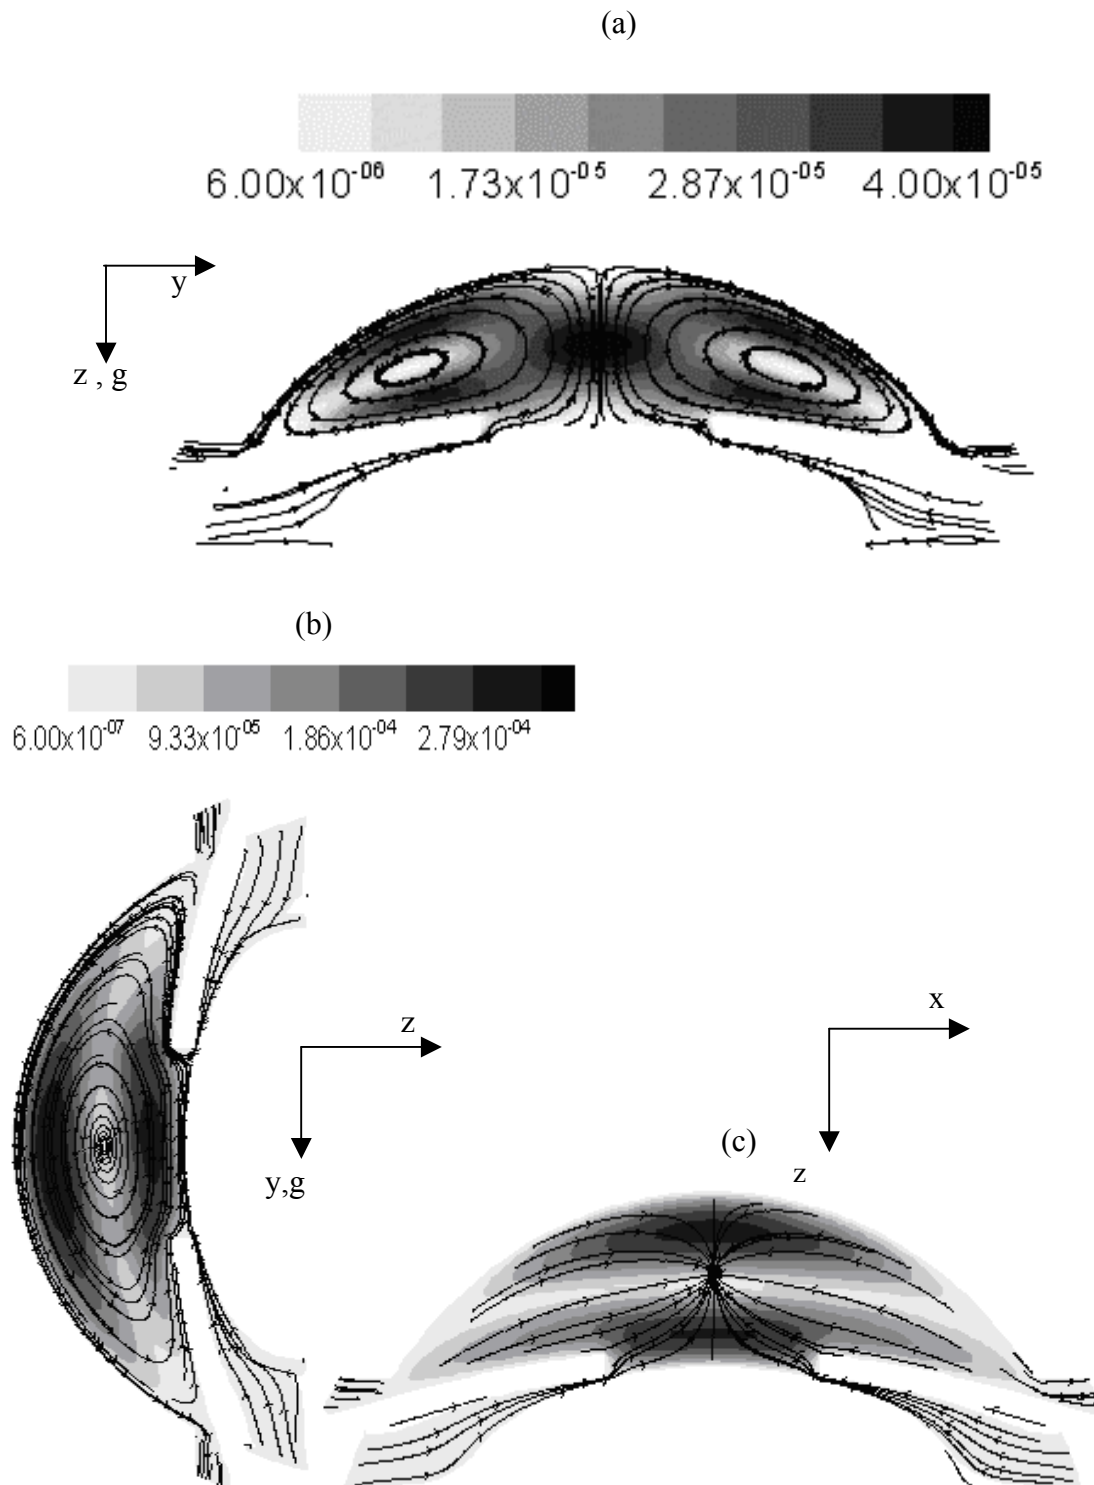 (a)
6.00x10⁻⁰⁶ 1.73x10⁻⁰⁵ 2.87x10⁻⁰⁵ 4.00x10⁻⁰⁵
y
z , g
(b)
6.00x10⁻⁰⁷ 9.33x10⁻⁰⁵ 1.86x10⁻⁰⁴ 2.79x10⁻⁰⁴
z
y,g
x
(c)
z